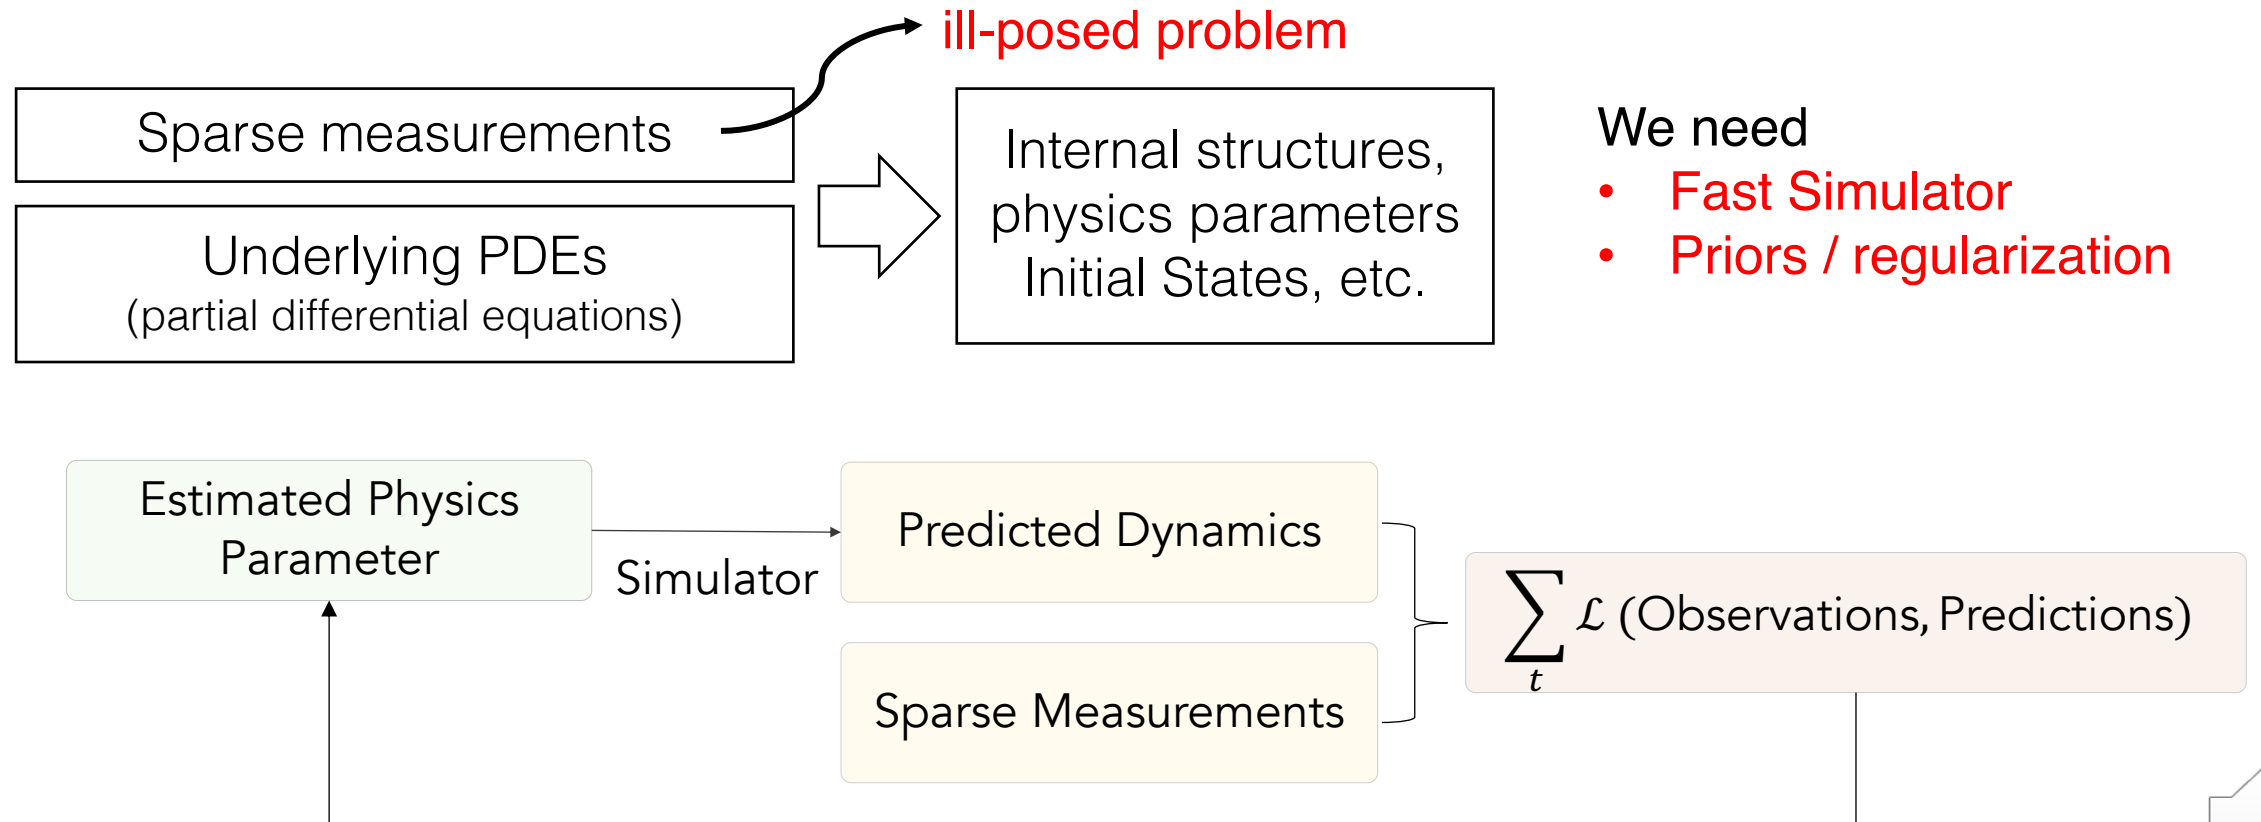 ill-posed problem
Sparse measurements
Underlying PDEs
(partial differential equations)
Internal structures,
physics parameters
Initial States, etc.
We need
• Fast Simulator
• Priors / regularization
Estimated Physics
Parameter
Simulator
Predicted Dynamics
Sparse Measurements
∑ ℒ (Observations, Predictions)
t